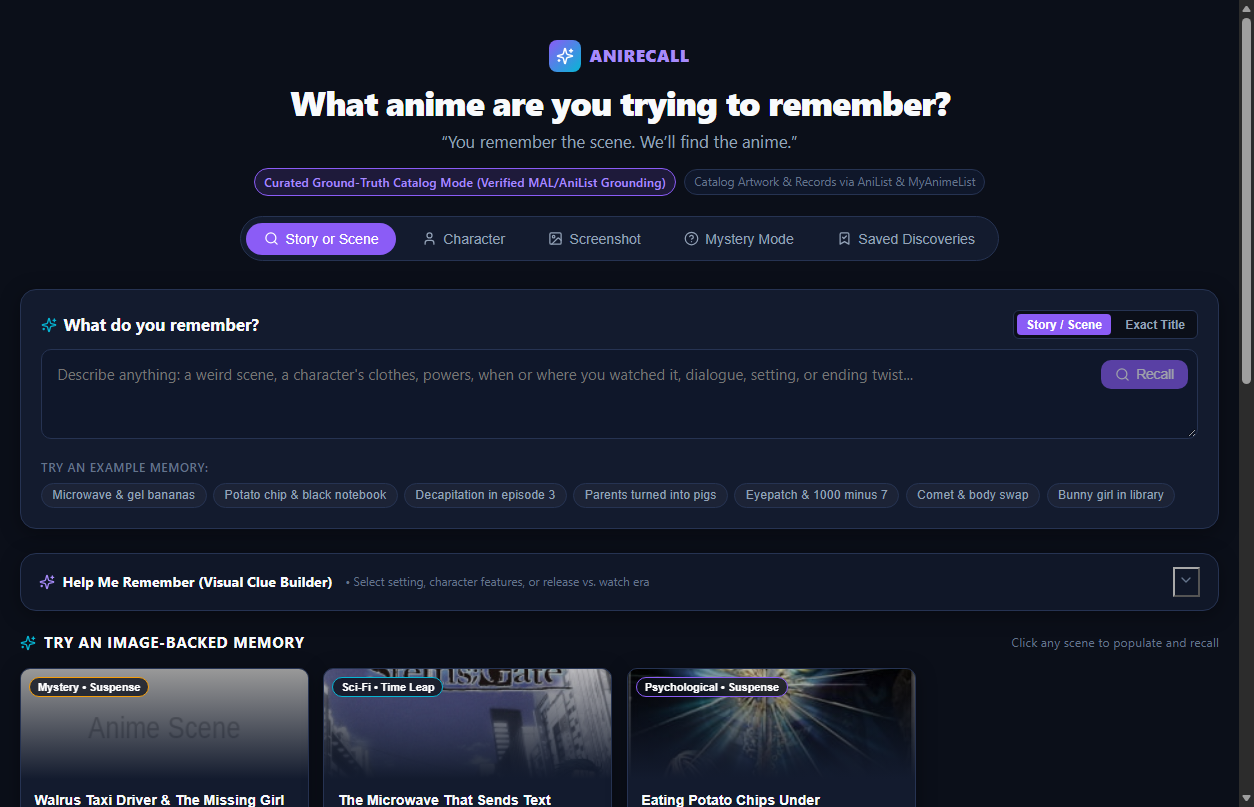 ANIRECALL
What anime are you trying to remember?
“You remember the scene. We’ll find the anime.”
Curated Ground-Truth Catalog Mode (Verified MAL/AniList Grounding)
Catalog Artwork & Records via AniList & MyAnimeList
Story or Scene
Character
Screenshot
Mystery Mode
Saved Discoveries
What do you remember?
Story / Scene
Exact Title
Describe anything: a weird scene, a character's clothes, powers, when or where you watched it, dialogue, setting, or ending twist...
Recall
TRY AN EXAMPLE MEMORY:
Microwave & gel bananas
Potato chip & black notebook
Decapitation in episode 3
Parents turned into pigs
Eyepatch & 1000 minus 7
Comet & body swap
Bunny girl in library
Help Me Remember (Visual Clue Builder)
• Select setting, character features, or release vs. watch era
TRY AN IMAGE-BACKED MEMORY
Click any scene to populate and recall
Mystery • Suspense
Anime Scene
Walrus Taxi Driver & The Missing Girl
Steins;Gate
Sci-Fi • Time Leap
The Microwave That Sends Text
Psychological • Suspense
Eating Potato Chips Under